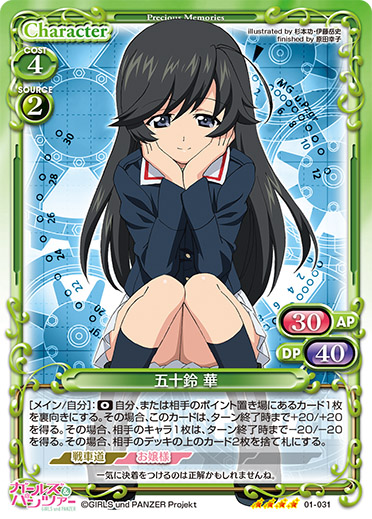 Precious Memories
Character
illustrated by 杉本功・伊藤岳史
finished by 原田幸子
COST
4
SOURCE
2
30 AP
DP 40
五十鈴 華
[メイン/自分]:自分、または相手のポイント置き場にあるカード1枚
を裏向きにする。その場合、このカードは、ターン終了時まで+20/+20
を得る。その場合、相手のキャラ1枚は、ターン終了時まで-20/-20
を得る。その場合、相手のデッキの上のカード2枚を捨て札にする。
戦車道 お嬢様
一気に決着をつけるのは正解かもしれませんね。
ガールズ&パンツァー
GIRLS und PANZER
©GIRLS und PANZER Projekt
01-031